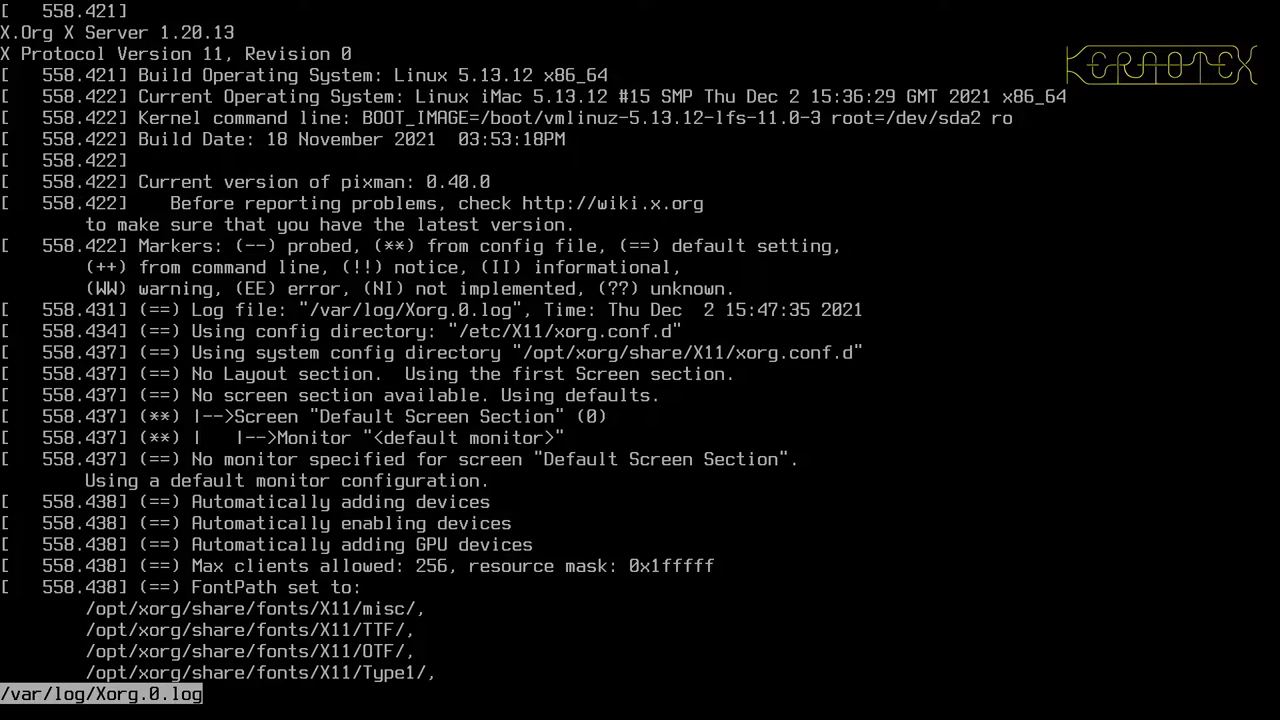 [   558.421]
X.Org X Server 1.20.13
X Protocol Version 11, Revision 0
[   558.421] Build Operating System: Linux 5.13.12 x86_64
[   558.422] Current Operating System: Linux iMac 5.13.12 #15 SMP Thu Dec 2 15:36:29 GMT 2021 x86_64
[   558.422] Kernel command line: BOOT_IMAGE=/boot/vmlinuz-5.13.12-lfs-11.0-3 root=/dev/sda2 ro
[   558.422] Build Date: 18 November 2021  03:53:18PM
[   558.422]
[   558.422] Current version of pixman: 0.40.0
[   558.422]    Before reporting problems, check http://wiki.x.org
        to make sure that you have the latest version.
[   558.422] Markers: (--) probed, (**) from config file, (==) default setting,
        (++) from command line, (!!) notice, (II) informational,
        (WW) warning, (EE) error, (NI) not implemented, (??) unknown.
[   558.431] (==) Log file: "/var/log/Xorg.0.log", Time: Thu Dec  2 15:47:35 2021
[   558.434] (==) Using config directory: "/etc/X11/xorg.conf.d"
[   558.437] (==) Using system config directory "/opt/xorg/share/X11/xorg.conf.d"
[   558.437] (==) No Layout section.  Using the first Screen section.
[   558.437] (==) No screen section available. Using defaults.
[   558.437] (**) |-->Screen "Default Screen Section" (0)
[   558.437] (**) |   |-->Monitor "<default monitor>"
[   558.437] (==) No monitor specified for screen "Default Screen Section".
        Using a default monitor configuration.
[   558.438] (==) Automatically adding devices
[   558.438] (==) Automatically enabling devices
[   558.438] (==) Automatically adding GPU devices
[   558.438] (==) Max clients allowed: 256, resource mask: 0x1fffff
[   558.438] (==) FontPath set to:
        /opt/xorg/share/fonts/X11/misc/,
        /opt/xorg/share/fonts/X11/TTF/,
        /opt/xorg/share/fonts/X11/OTF/,
        /opt/xorg/share/fonts/X11/Type1/,
/var/log/Xorg.0.log